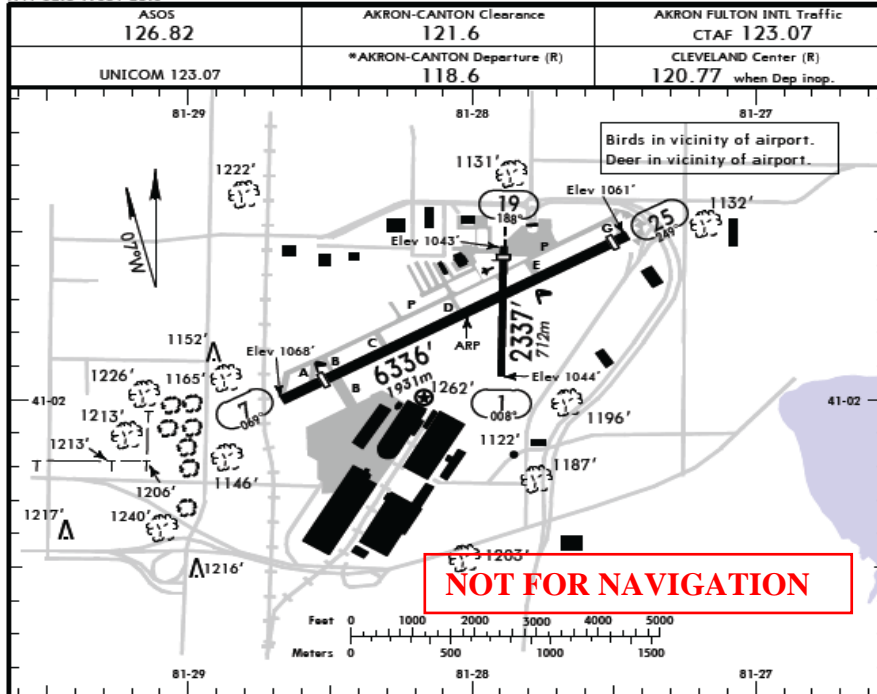 ASOS
126.82
AKRON-CANTON Clearance
121.6
AKRON FULTON INTL Traffic
CTAF 123.07
UNICOM 123.07
*AKRON-CANTON Departure (R)
118.6
CLEVELAND Center (R)
120.77 when Dep inop.
81-29
81-28
81-27
Birds in vicinity of airport.
Deer in vicinity of airport.
1222'
1131'
Elev 1061'
1132'
19
188°
25
249°
07°W
Elev 1043'
G
P
E
P
D
1152'
Elev 1068'
C
ARP
2337'
712m
B
A
B
6336'
1931m
1262'
Elev 1044'
1226'
1165'
41-02
7
069°
1
008°
41-02
1213'
T
1196'
1213'
1122'
T
T
T
1146'
1187'
1206'
1217'
1240'
1216'
1203'
NOT FOR NAVIGATION
Feet 0 1000 2000 3000 4000 5000
Meters 0 500 1000 1500
81-29
81-28
81-27